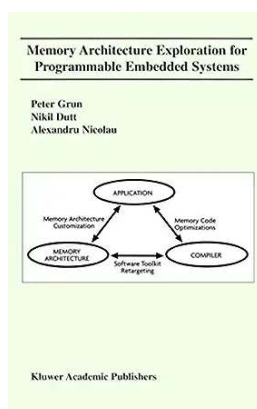 Memory Architecture Exploration for
Programmable Embedded Systems
Peter Grun
Nikil Dutt
Alexandru Nicolau
APPLICATION
Memory Architecture
Customization
Memory Code
Optimizations
MEMORY
ARCHITECTURE
COMPILER
Software Toolkit
Retargeting
Kluwer Academic Publishers